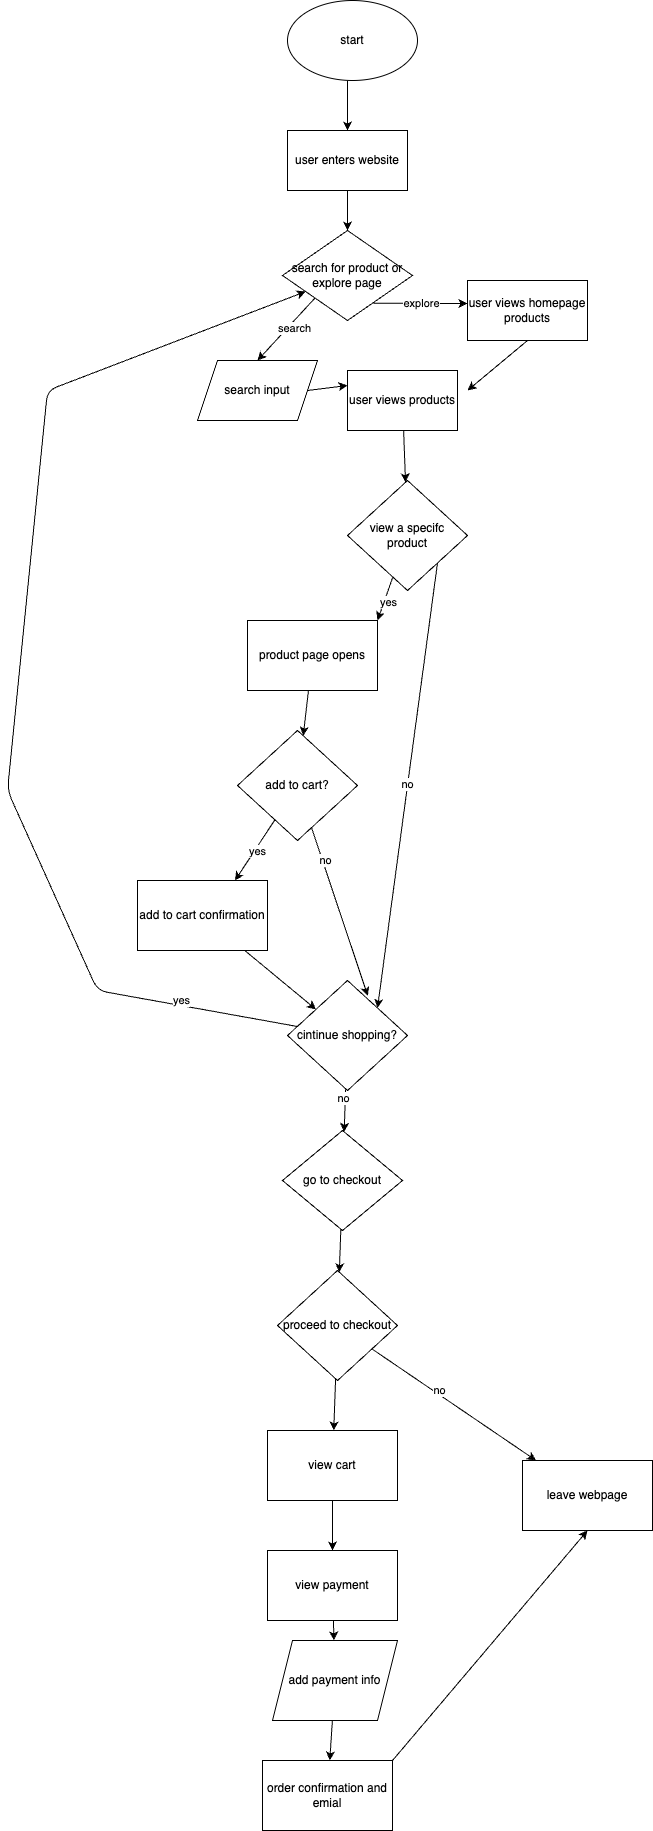 start
user enters website
search for product or
explore page
explore
user views homepage
products
search
search input
user views products
view a specifc
product
yes
product page opens
no
add to cart?
yes
no
add to cart confirmation
yes
cintinue shopping?
no
go to checkout
proceed to checkout
no
view cart
leave webpage
view payment
add payment info
order confirmation and
emial